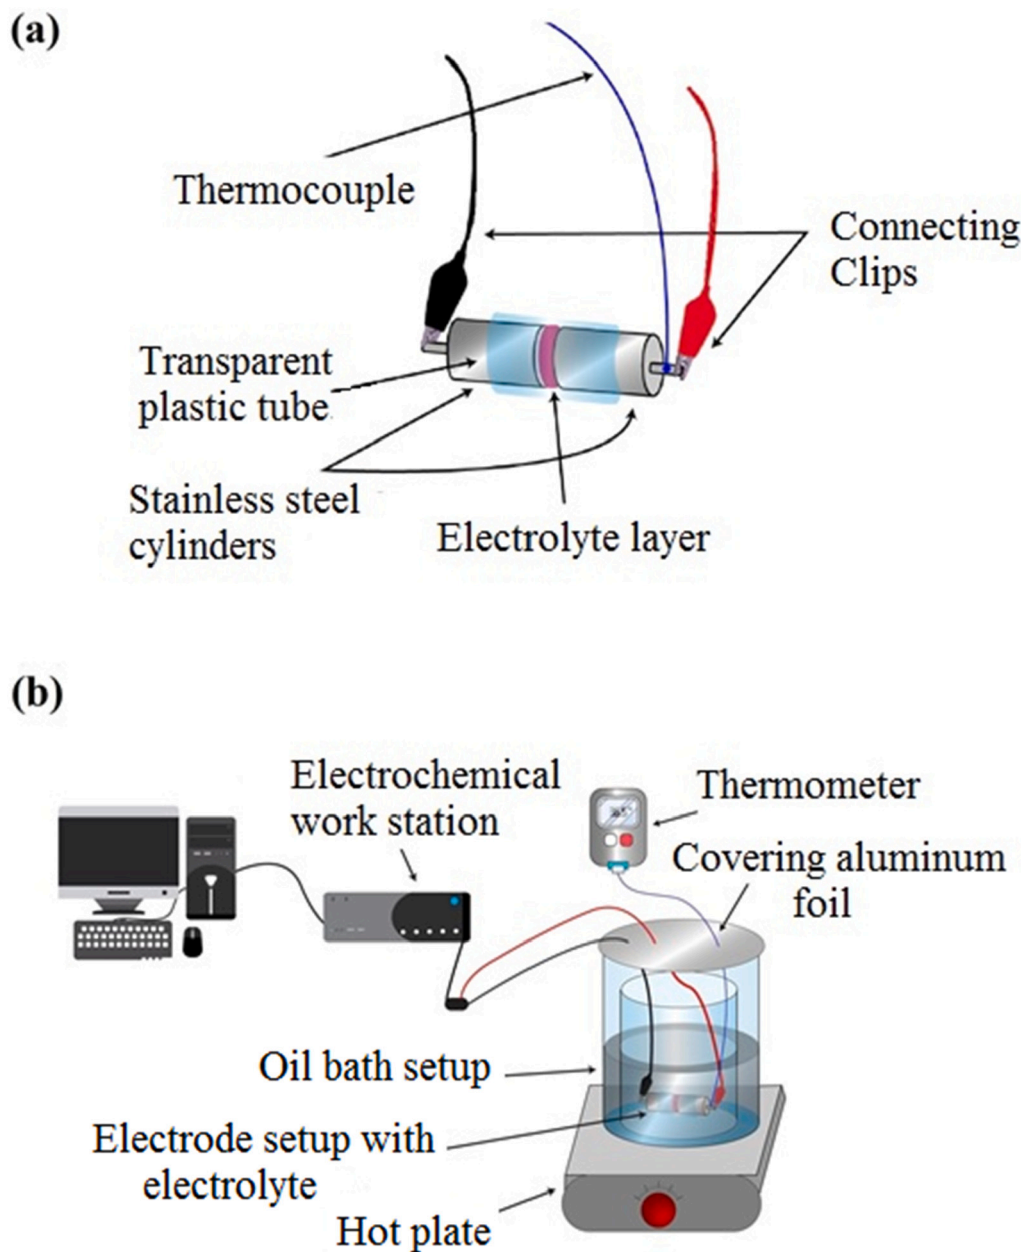 (a)
Thermocouple
Connecting
Clips
Transparent
plastic tube
Stainless steel
cylinders
Electrolyte layer
(b)
Electrochemical
work station
Thermometer
Covering aluminum
foil
Oil bath setup
Electrode setup with
electrolyte
Hot plate